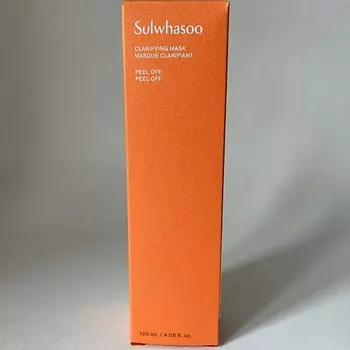 Sulwhasoo
CLARIFYING MASK
MASQUE CLARIFIANT
PEEL OFF
PEEL OFF
120 mL / 4.05 fl. oz.